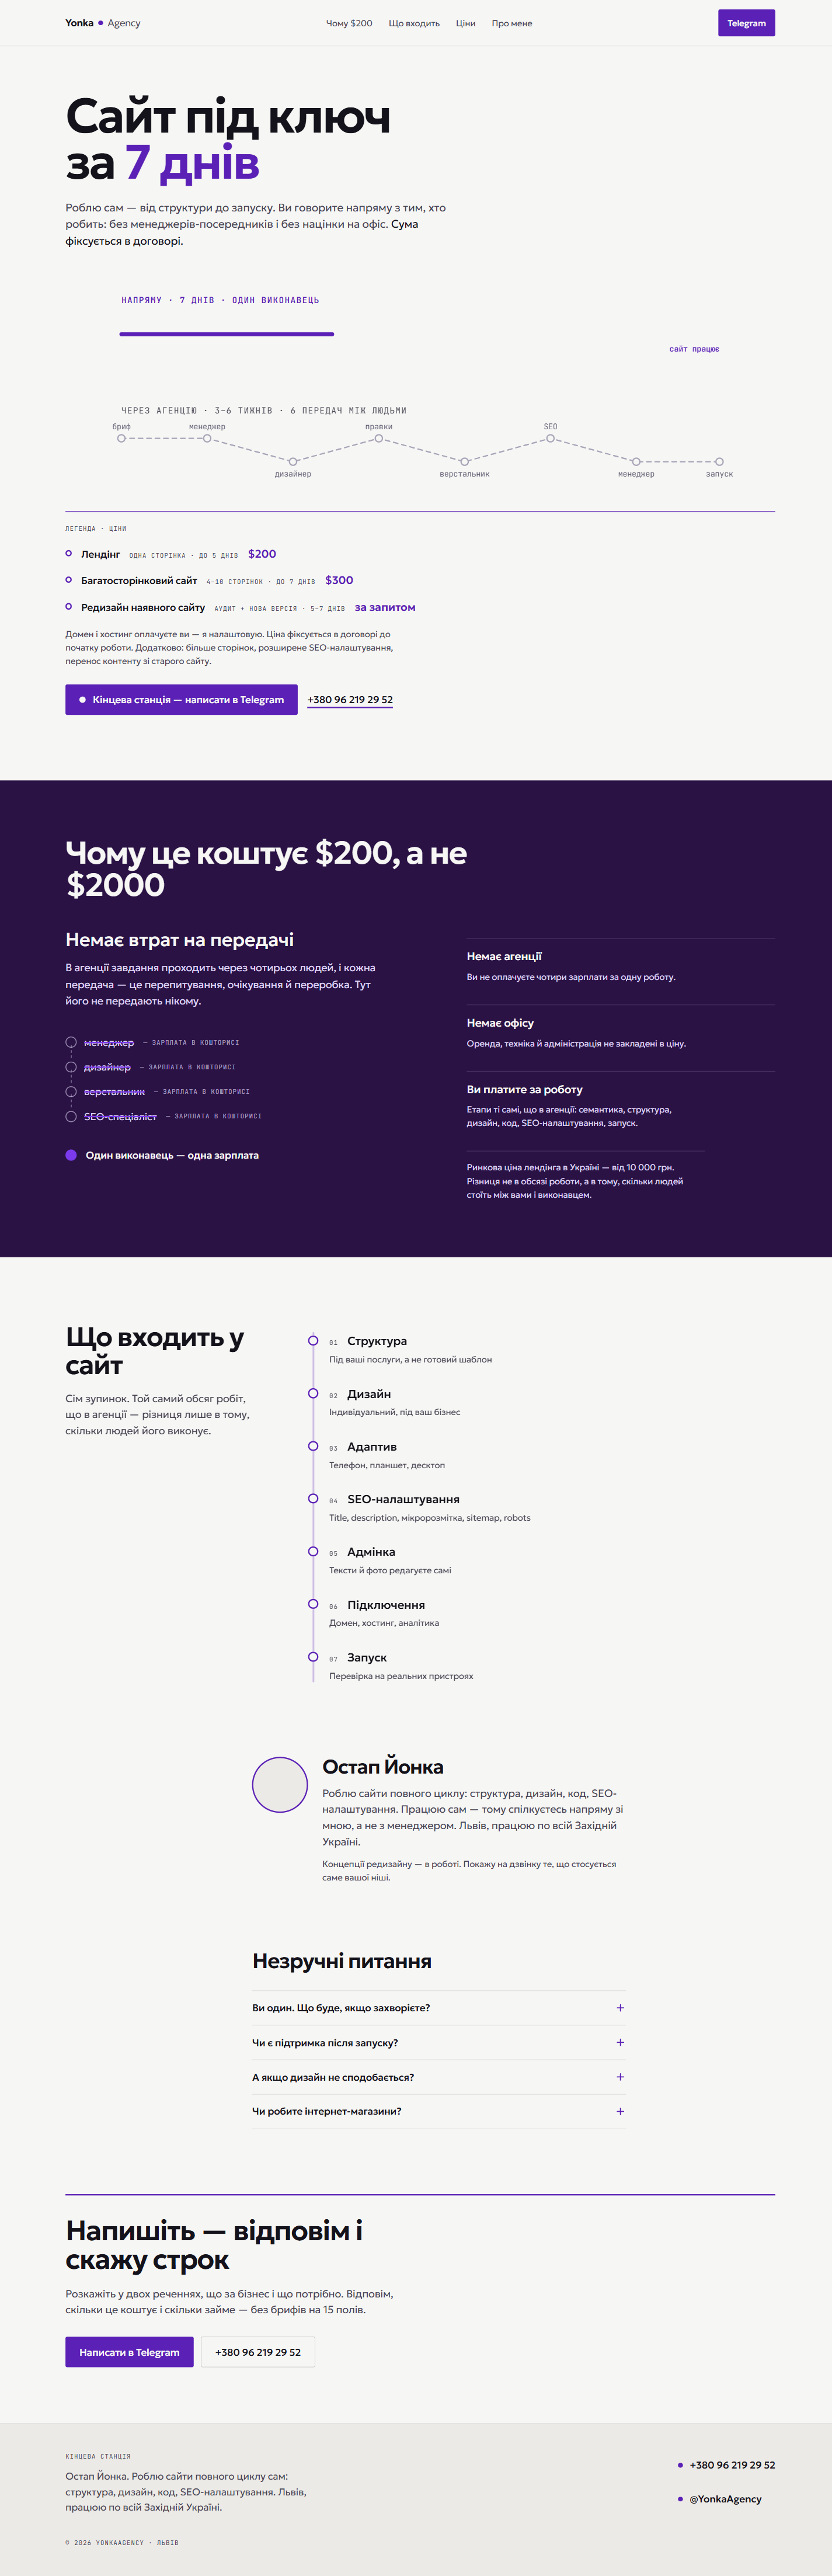 Yonka Agency
Чому $200 Що входить Ціни Про мене
Telegram
Сайт під ключ
за 7 днів
Роблю сам — від структури до запуску. Ви говорите напряму з тим, хто
робить: без менеджерів-посередників і без націнки на офіс. Сума
фіксується в договорі.
НАПРЯМУ · 7 ДНІВ · ОДИН ВИКОНАВЕЦЬ
сайт працює
ЧЕРЕЗ АГЕНЦІЮ · 3–6 ТИЖНІВ · 6 ПЕРЕДАЧ МІЖ ЛЮДЬМИ
бриф менеджер правки SEO
дизайнер верстальник менеджер запуск
ЛЕГЕНДА · ЦІНИ
Лендінг ОДНА СТОРІНКА · ДО 5 ДНІВ $200
Багатосторінковий сайт 4–10 СТОРІНОК · ДО 7 ДНІВ $300
Редизайн наявного сайту АУДИТ + НОВА ВЕРСІЯ · 5–7 ДНІВ за запитом
Домен і хостинг оплачуєте ви — я налаштовую. Ціна фіксується в договорі до
початку роботи. Додатково: більше сторінок, розширене SEO-налаштування,
перенос контенту зі старого сайту.
Кінцева станція — написати в Telegram +380 96 219 29 52
Чому це коштує $200, а не
$2000
Немає втрат на передачі
В агенції завдання проходить через чотирьох людей, і кожна
передача — це перепитування, очікування й переробка. Тут
його не передають нікому.
менеджер — ЗАРПЛАТА В КОШТОРИСІ
дизайнер — ЗАРПЛАТА В КОШТОРИСІ
верстальник — ЗАРПЛАТА В КОШТОРИСІ
SEO-спеціаліст — ЗАРПЛАТА В КОШТОРИСІ
Один виконавець — одна зарплата
Немає агенції
Ви не оплачуєте чотири зарплати за одну роботу.
Немає офісу
Оренда, техніка й адміністрація не закладені в ціну.
Ви платите за роботу
Етапи ті самі, що в агенції: семантика, структура,
дизайн, код, SEO-налаштування, запуск.
Ринкова ціна лендінга в Україні — від 10 000 грн.
Різниця не в обсязі роботи, а в тому, скільки людей
стоїть між вами і виконавцем.
Що входить у
сайт
Сім зупинок. Той самий обсяг робіт,
що в агенції — різниця лише в тому,
скільки людей його виконує.
01 Структура
Під ваші послуги, а не готовий шаблон
02 Дизайн
Індивідуальний, під ваш бізнес
03 Адаптив
Телефон, планшет, десктоп
04 SEO-налаштування
Title, description, мікророзмітка, sitemap, robots
05 Адмінка
Тексти й фото редагуєте самі
06 Підключення
Домен, хостинг, аналітика
07 Запуск
Перевірка на реальних пристроях
Остап Йонка
Роблю сайти повного циклу: структура, дизайн, код, SEO-
налаштування. Працюю сам — тому спілкуєтесь напряму зі
мною, а не з менеджером. Львів, працюю по всій Західній
Україні.
Концепції редизайну — в роботі. Покажу на дзвінку те, що стосується
саме вашої ніші.
Незручні питання
Ви один. Що буде, якщо захворієте? +
Чи є підтримка після запуску? +
А якщо дизайн не сподобається? +
Чи робите інтернет-магазини? +
Напишіть — відповім і
скажу строк
Розкажіть у двох реченнях, що за бізнес і що потрібно. Відповім,
скільки це коштує і скільки займе — без брифів на 15 полів.
Написати в Telegram +380 96 219 29 52
КІНЦЕВА СТАНЦІЯ
Остап Йонка. Роблю сайти повного циклу сам:
структура, дизайн, код, SEO-налаштування. Львів,
працюю по всій Західній Україні.
+380 96 219 29 52
@YonkaAgency
© 2026 YONKAAGENCY · ЛЬВІВ